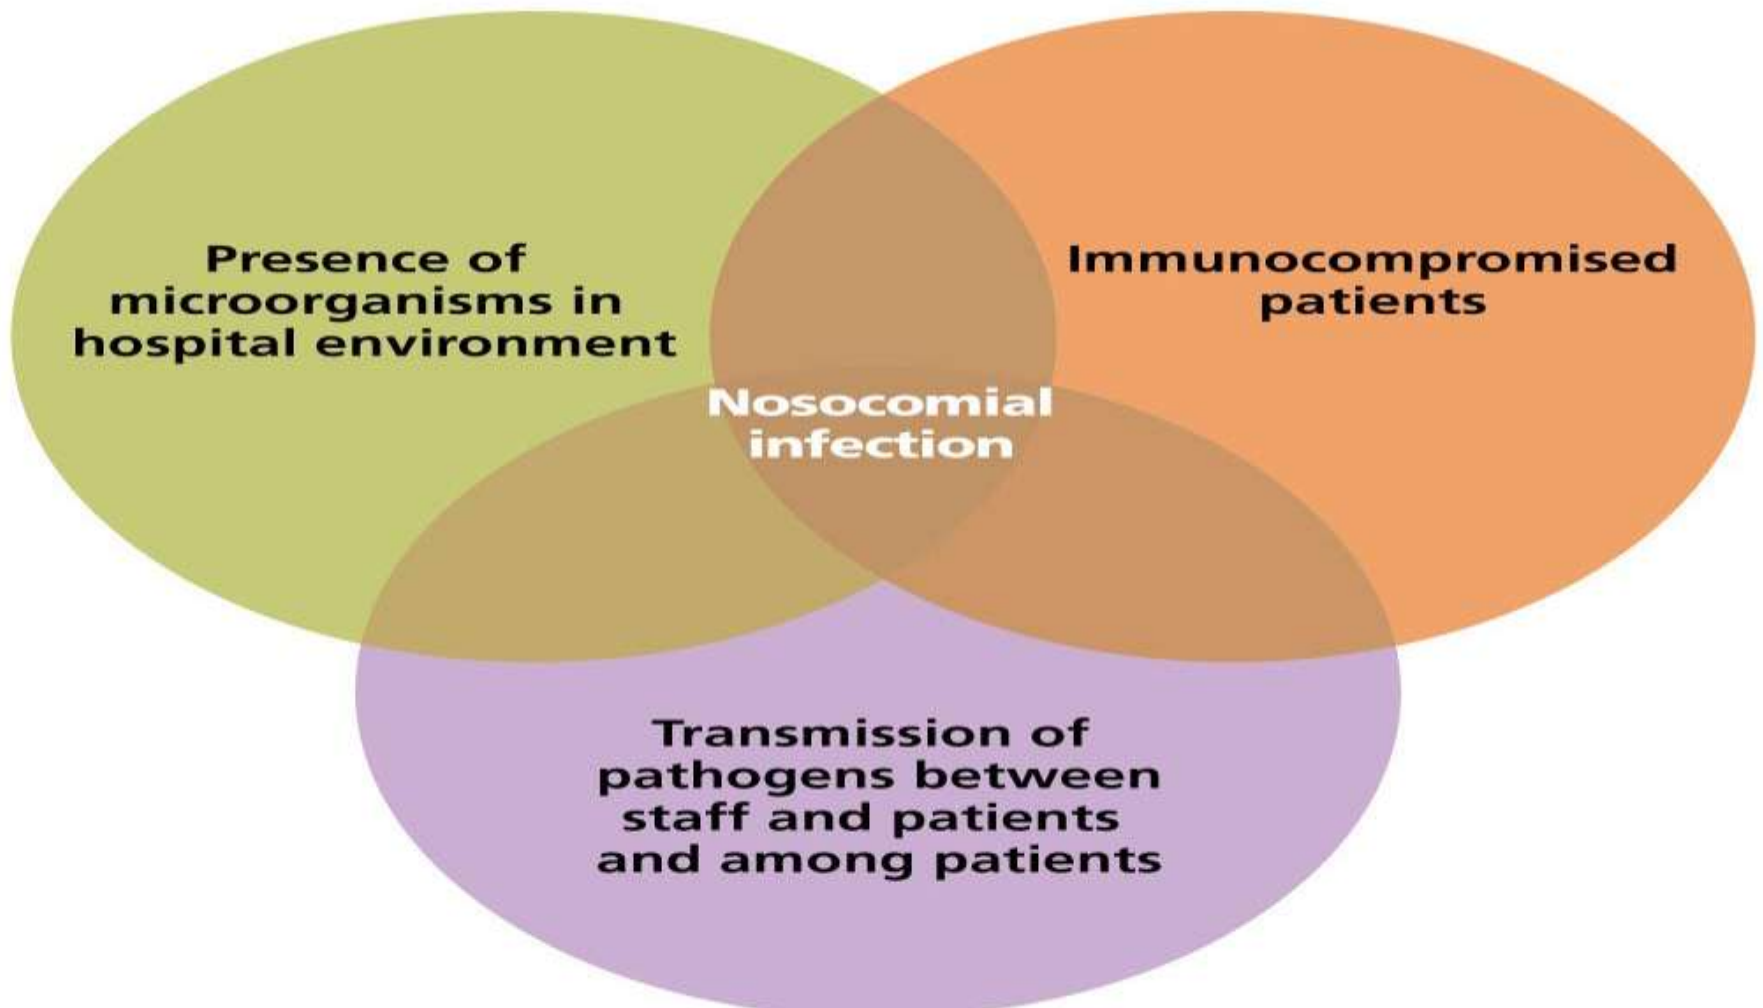 Presence of
microorganisms in
hospital environment
Immunocompromised
patients
Nosocomial
infection
Transmission of
pathogens between
staff and patients
and among patients